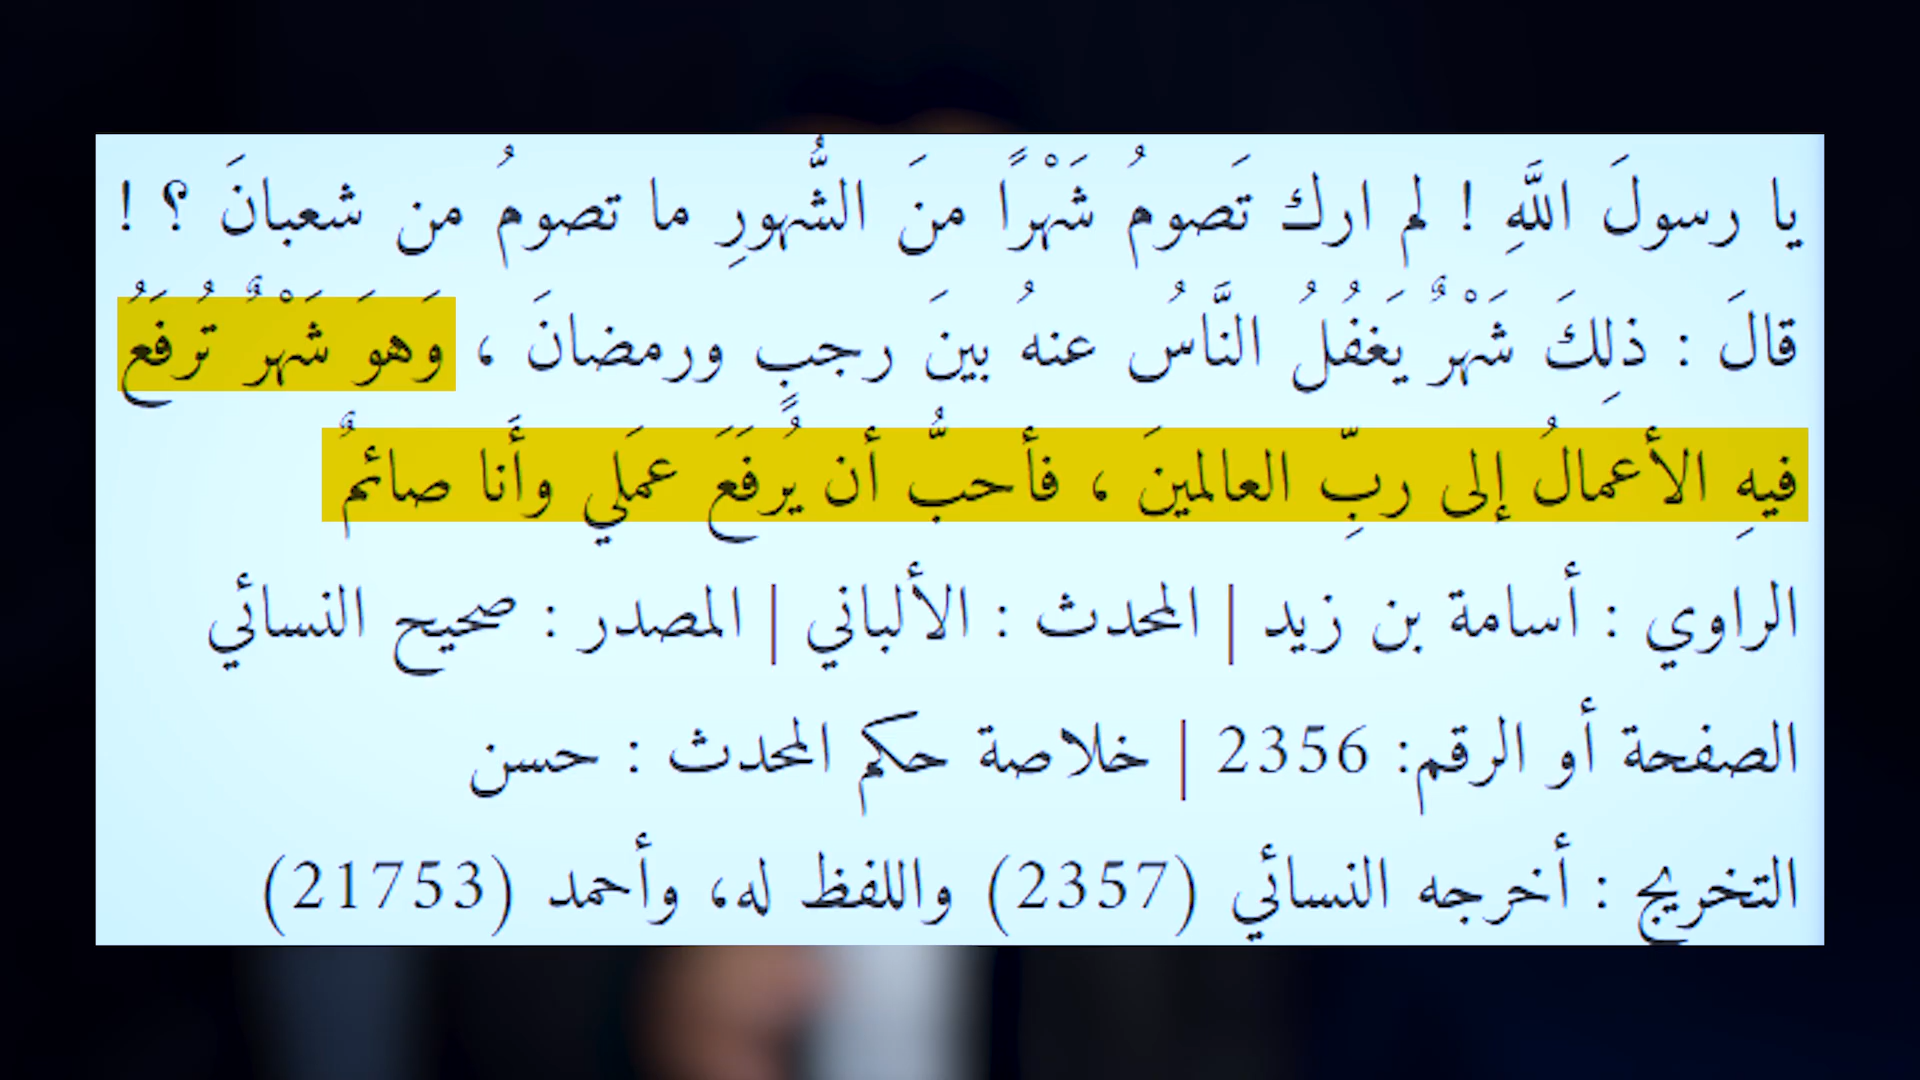 يا رسولَ اللَّهِ ! لم ارك تَصومُ شَهْرًا منَ الشُّهورِ ما تصومُ من شعبانَ ؟ !
قالَ : ذلِكَ شَهْرٌ يَغفُلُ النَّاسُ عنهُ بينَ رجبٍ ورمضانَ ، وَهوَ شَهْرٌ تُرفَعُ
فيهِ الأعمالُ إلى ربِّ العالمينَ ، فأحبُّ أن يُرفَعَ عمَلي وأَنا صائمٌ
الراوي : أسامة بن زيد | المحدث : الألباني | المصدر : صحيح النسائي
الصفحة أو الرقم: 2356 | خلاصة حكم المحدث : حسن
التخريج : أخرجه النسائي (2357) واللفظ له، وأحمد (21753)